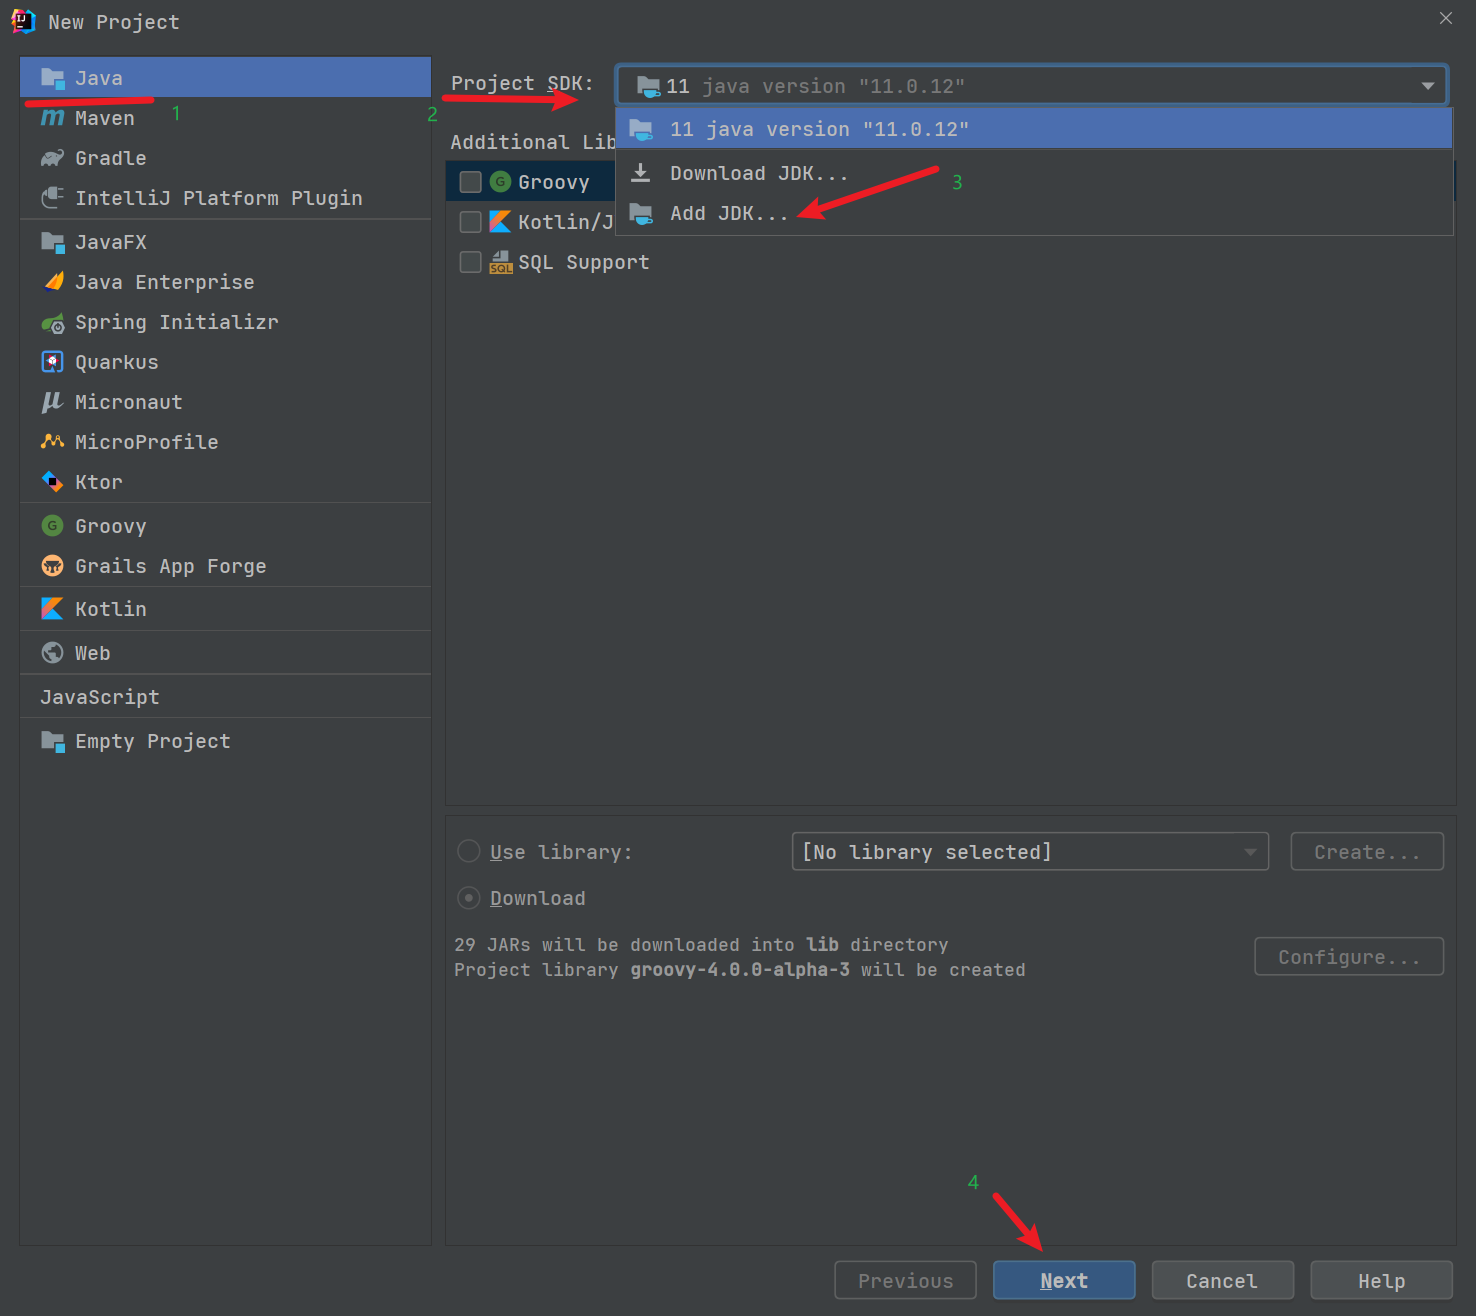 New Project
Java
1
Maven
Gradle
IntelliJ Platform Plugin
JavaFX
Java Enterprise
Spring Initializr
Quarkus
Micronaut
MicroProfile
Ktor
Groovy
Grails App Forge
Kotlin
Web
JavaScript
Empty Project
2
Project SDK:
11 java version "11.0.12"
11 java version "11.0.12"
Download JDK...
Add JDK...
3
Additional Lib
Groovy
Kotlin/J
SQL Support
Use library:
[No library selected]
Create...
Download
29 JARs will be downloaded into lib directory
Project library groovy-4.0.0-alpha-3 will be created
Configure...
4
Previous
Next
Cancel
Help